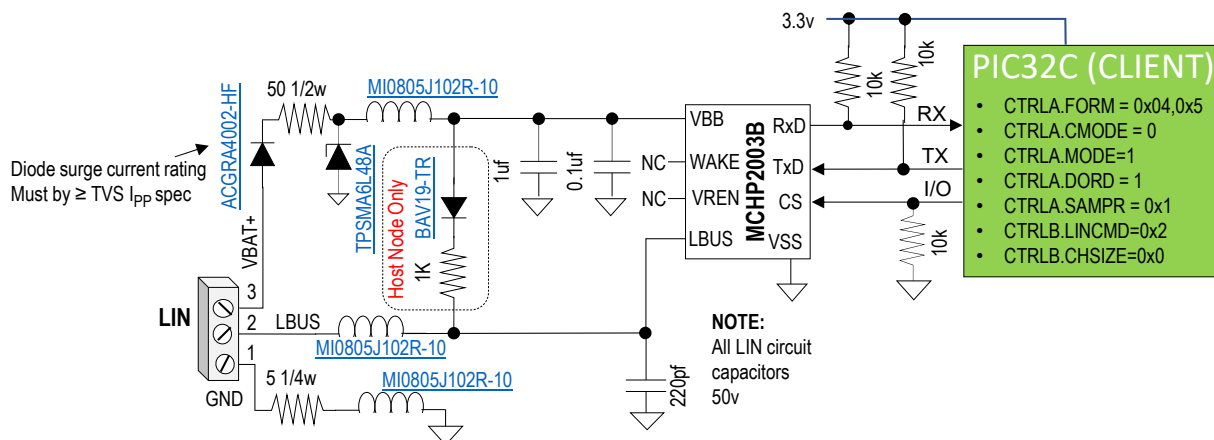 3.3v
10k
10k
PIC32C (CLIENT)
• CTRLA.FORM = 0x04,0x5
• CTRLA.CMODE = 0
• CTRLA.MODE=1
• CTRLA.DORD = 1
• CTRLA.SAMPR = 0x1
• CTRLB.LINCMD=0x2
• CTRLB.CHSIZE=0x0
RX
TX
I/O
10k
MI0805J102R-10
50 1/2w
ACGRA4002-HF
Diode surge current rating
Must by ≥ TVS IPP spec
VBAT+
TPSMA6L48A
BAV19-TR
Host Node Only
1K
1uf
0.1uf
VBB
RxD
NC
WAKE
TxD
NC
VREN
CS
LBUS
VSS
MCHP2003B
LIN
3
2
1
LBUS
MI0805J102R-10
GND
5 1/4w
MI0805J102R-10
220pf
NOTE:
All LIN circuit
capacitors
50v